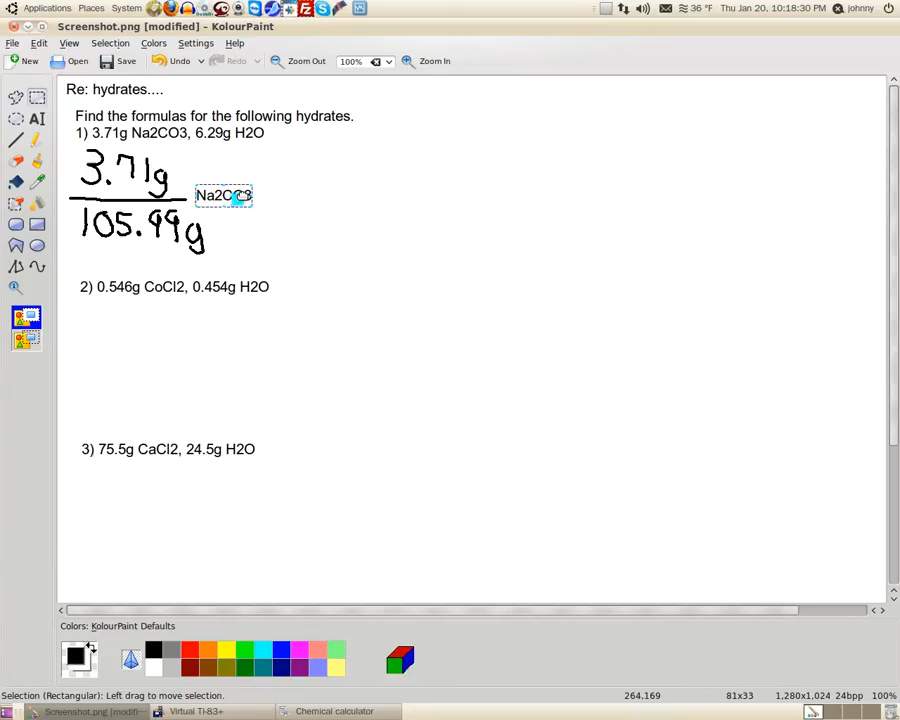 Applications Places System 36 °F Thu Jan 20, 10:18:30 PM johnny
Screenshot.png [modified] - KolourPaint
File Edit View Selection Colors Settings Help
New Open Save Undo Redo Zoom Out 100% Zoom In
Re: hydrates....
Find the formulas for the following hydrates.
1) 3.71g Na2CO3, 6.29g H2O
3.71g
Na2CO3
105.99g
2) 0.546g CoCl2, 0.454g H2O
3) 75.5g CaCl2, 24.5g H2O
Colors: KolourPaint Defaults
Selection (Rectangular): Left drag to move selection. 264,169 81x33 1,280x1,024 24bpp 100%
Screenshot.png [modifi... Virtual TI-83+ Chemical calculator